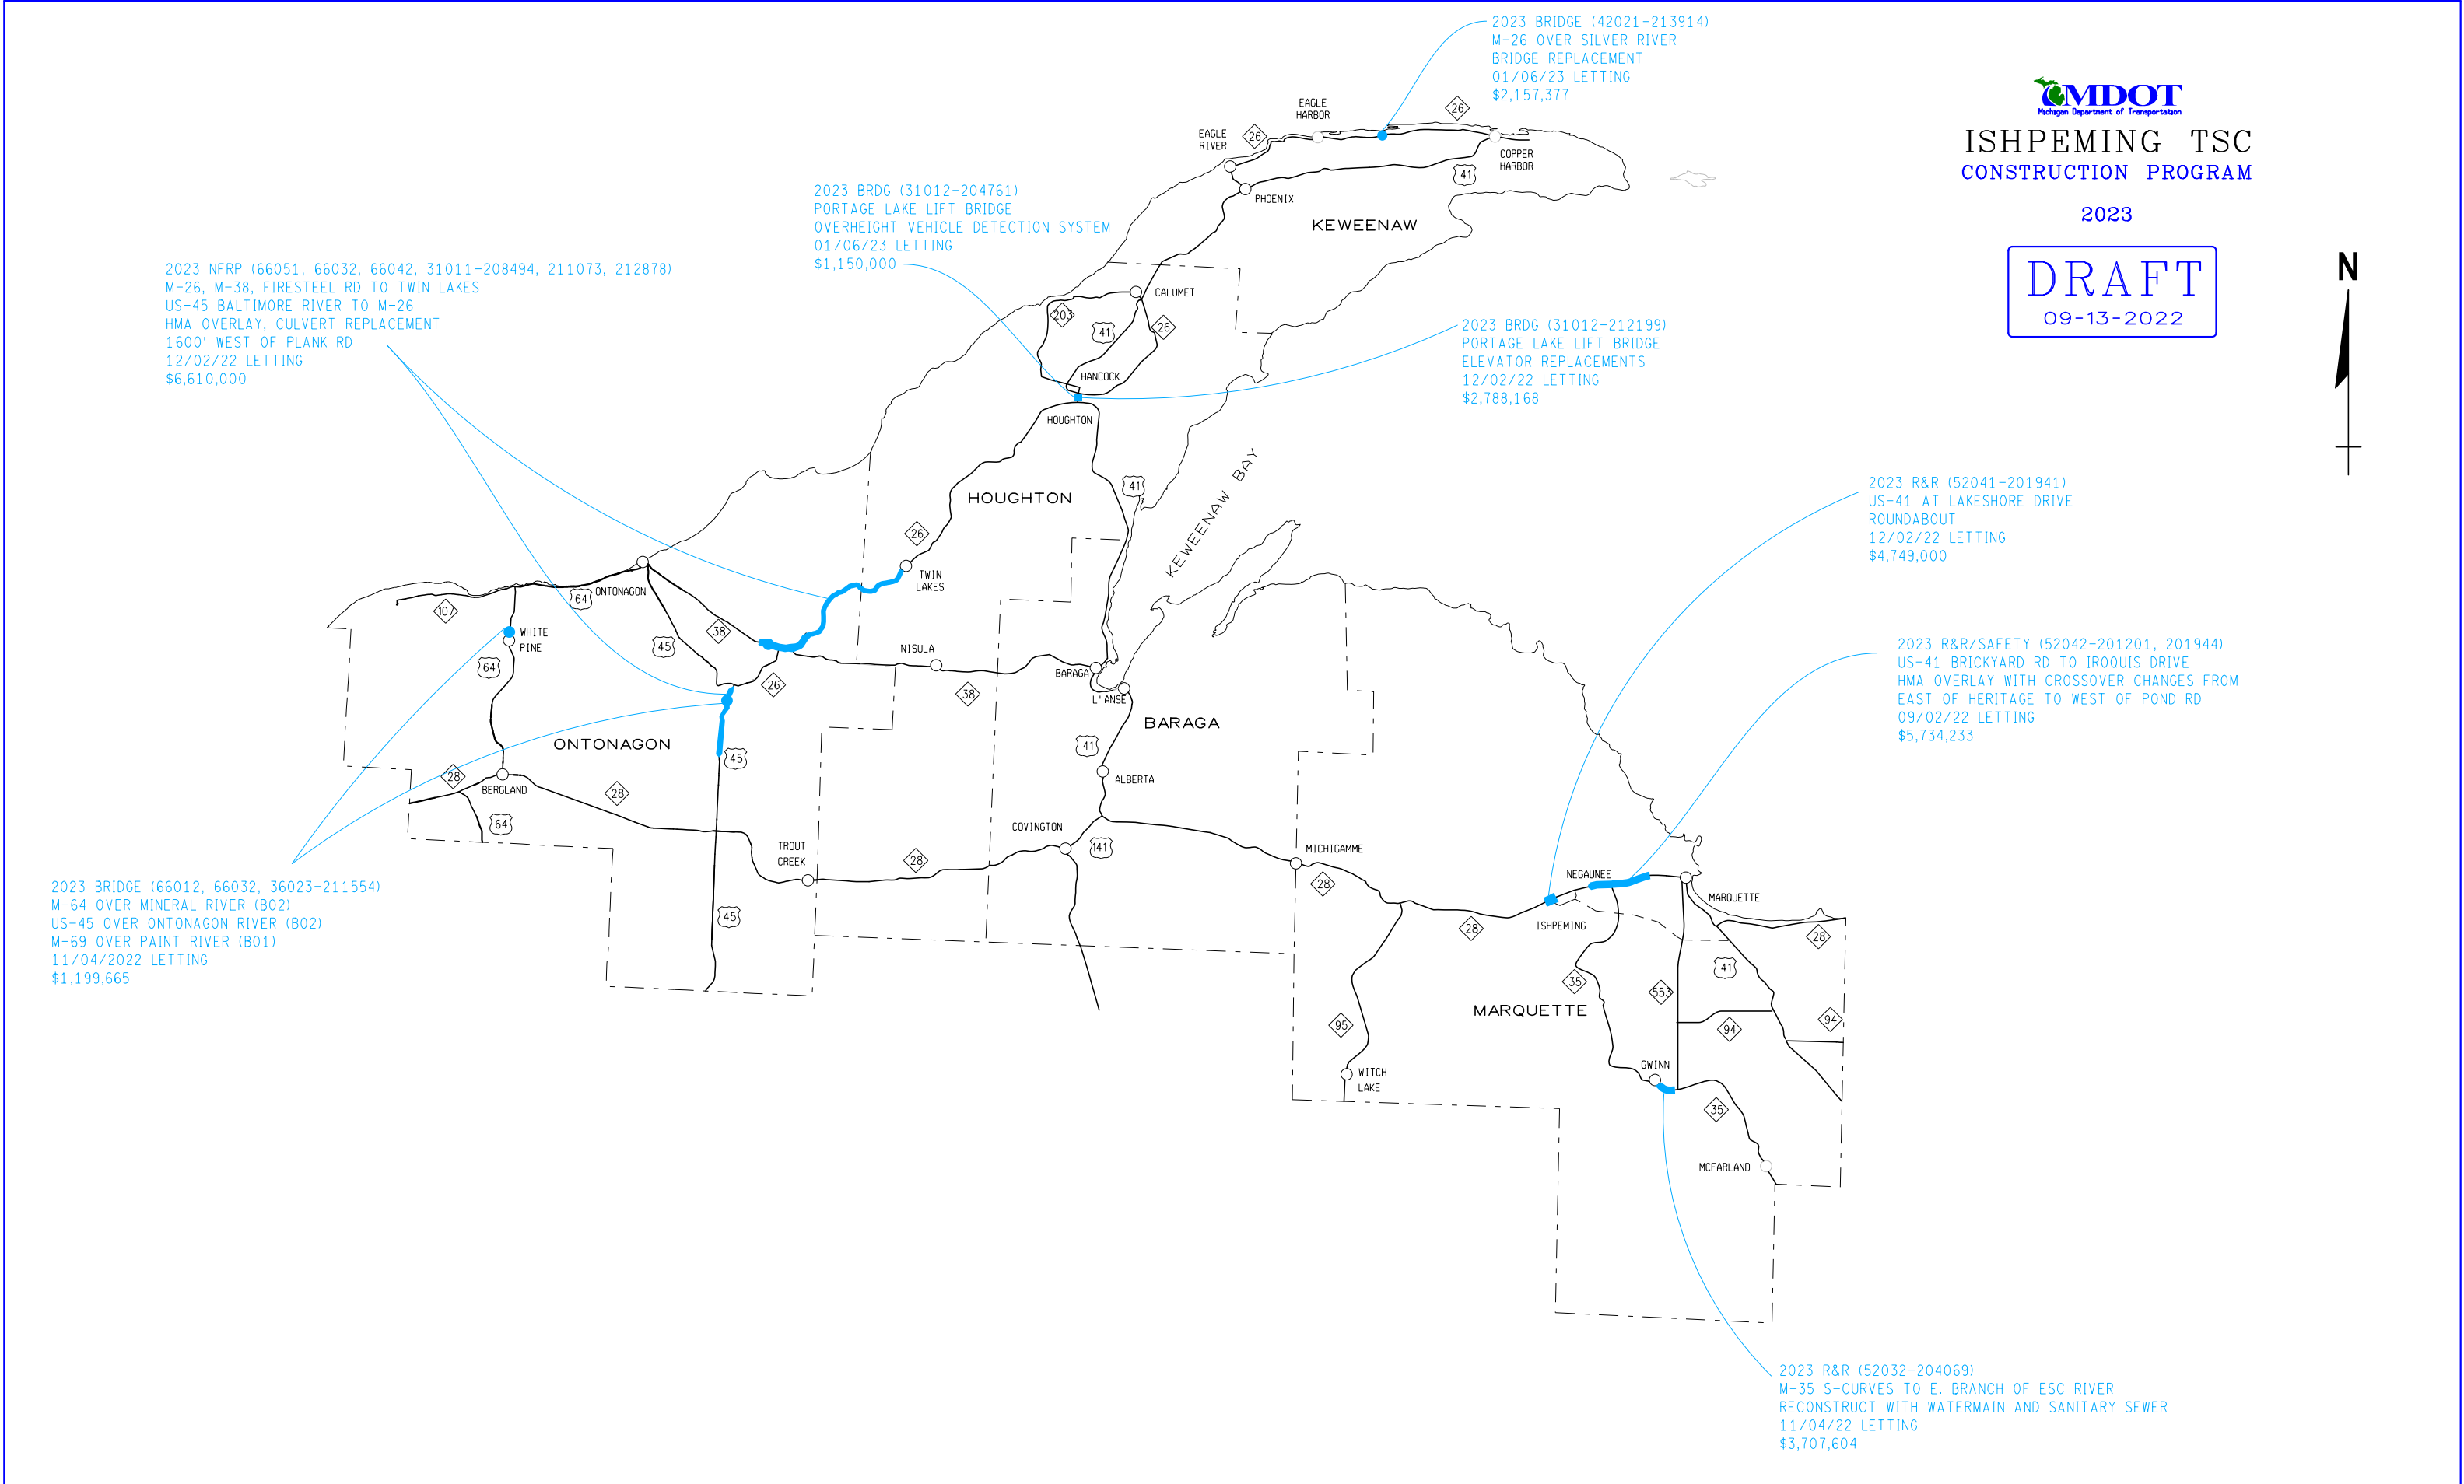 2023 BRIDGE (42021-213914)
M-26 OVER SILVER RIVER
BRIDGE REPLACEMENT
01/06/23 LETTING
$2,157,377
MDOT
Michigan Department of Transportation
ISHPEMING TSC
CONSTRUCTION PROGRAM
2023
DRAFT
09-13-2022
N
EAGLE
HARBOR
26
EAGLE
RIVER
26
COPPER
HARBOR
41
PHOENIX
KEWEENAW
2023 BRDG (31012-204761)
PORTAGE LAKE LIFT BRIDGE
OVERHEIGHT VEHICLE DETECTION SYSTEM
01/06/23 LETTING
$1,150,000
2023 NFRP (66051, 66032, 66042, 31011-208494, 211073, 212878)
M-26, M-38, FIRESTEEL RD TO TWIN LAKES
US-45 BALTIMORE RIVER TO M-26
HMA OVERLAY, CULVERT REPLACEMENT
1600' WEST OF PLANK RD
12/02/22 LETTING
$6,610,000
CALUMET
203
41
26
2023 BRDG (31012-212199)
PORTAGE LAKE LIFT BRIDGE
ELEVATOR REPLACEMENTS
12/02/22 LETTING
$2,788,168
HANCOCK
HOUGHTON
41
HOUGHTON
KEWEENAW BAY
26
2023 R&R (52041-201941)
US-41 AT LAKESHORE DRIVE
ROUNDABOUT
12/02/22 LETTING
$4,749,000
TWIN
LAKES
ONTONAGON
64
107
WHITE
PINE
38
45
64
NISULA
BARAGA
26
38
L'ANSE
2023 R&R/SAFETY (52042-201201, 201944)
US-41 BRICKYARD RD TO IROQUIS DRIVE
HMA OVERLAY WITH CROSSOVER CHANGES FROM
EAST OF HERITAGE TO WEST OF POND RD
09/02/22 LETTING
$5,734,233
BARAGA
ONTONAGON
41
45
28
ALBERTA
BERGLAND
28
64
COVINGTON
TROUT
CREEK
28
141
MICHIGAMME
28
NEGAUNEE
MARQUETTE
ISHPEMING
28
28
45
2023 BRIDGE (66012, 66032, 36023-211554)
M-64 OVER MINERAL RIVER (B02)
US-45 OVER ONTONAGON RIVER (B02)
M-69 OVER PAINT RIVER (B01)
11/04/2022 LETTING
$1,199,665
41
35
553
MARQUETTE
95
94
94
GWINN
WITCH
LAKE
35
MCFARLAND
2023 R&R (52032-204069)
M-35 S-CURVES TO E. BRANCH OF ESC RIVER
RECONSTRUCT WITH WATERMAIN AND SANITARY SEWER
11/04/22 LETTING
$3,707,604